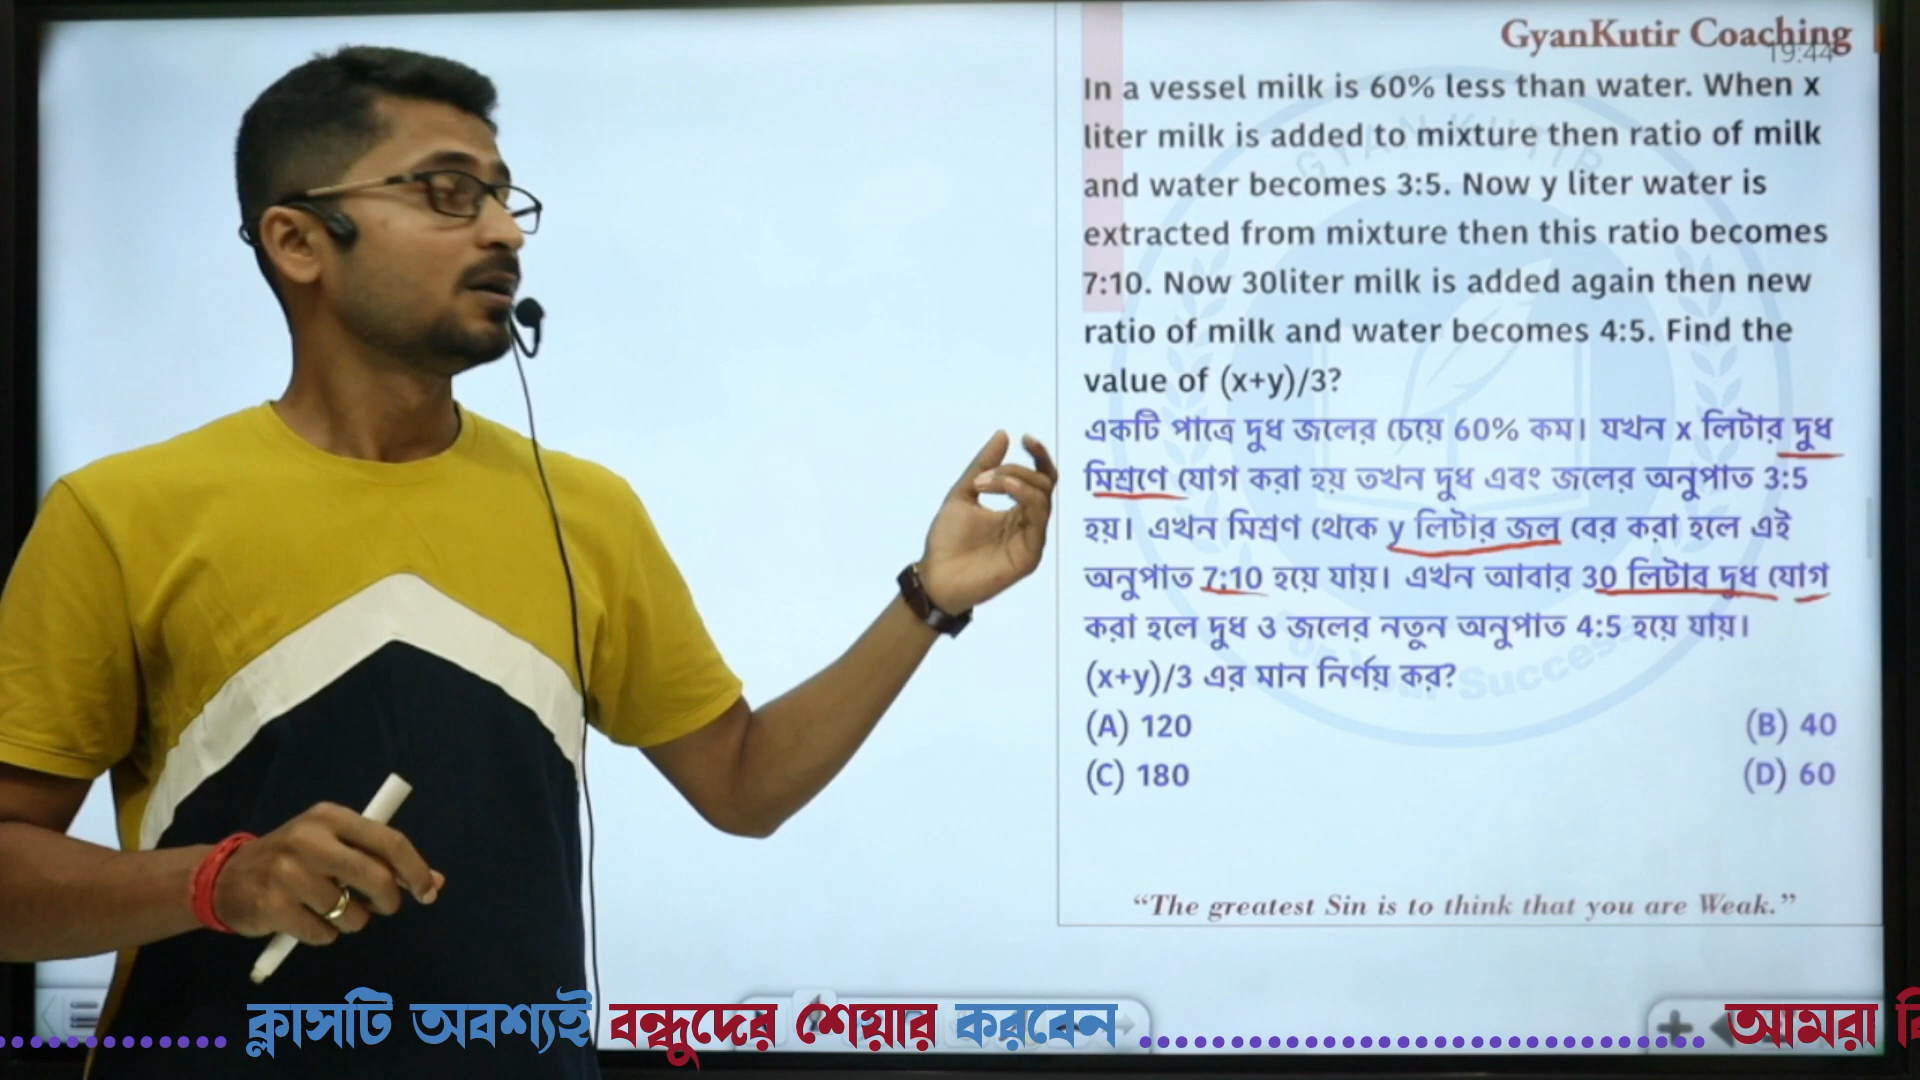 GyanKutir Coaching
19:44
In a vessel milk is 60% less than water. When x
liter milk is added to mixture then ratio of milk
and water becomes 3:5. Now y liter water is
extracted from mixture then this ratio becomes
7:10. Now 30liter milk is added again then new
ratio of milk and water becomes 4:5. Find the
value of (x+y)/3?
একটি পাত্রে দুধ জলের চেয়ে 60% কম। যখন x লিটার দুধ
মিশ্রণে যোগ করা হয় তখন দুধ এবং জলের অনুপাত 3:5
হয়। এখন মিশ্রণ থেকে y লিটার জল বের করা হলে এই
অনুপাত 7:10 হয়ে যায়। এখন আবার 30 লিটার দুধ যোগ
করা হলে দুধ ও জলের নতুন অনুপাত 4:5 হয়ে যায়।
(x+y)/3 এর মান নির্ণয় কর?
(A) 120 (B) 40
(C) 180 (D) 60
“The greatest Sin is to think that you are Weak.”
............. ক্লাসটি অবশ্যই বন্ধুদের শেয়ার করবেন ............................... আমরা